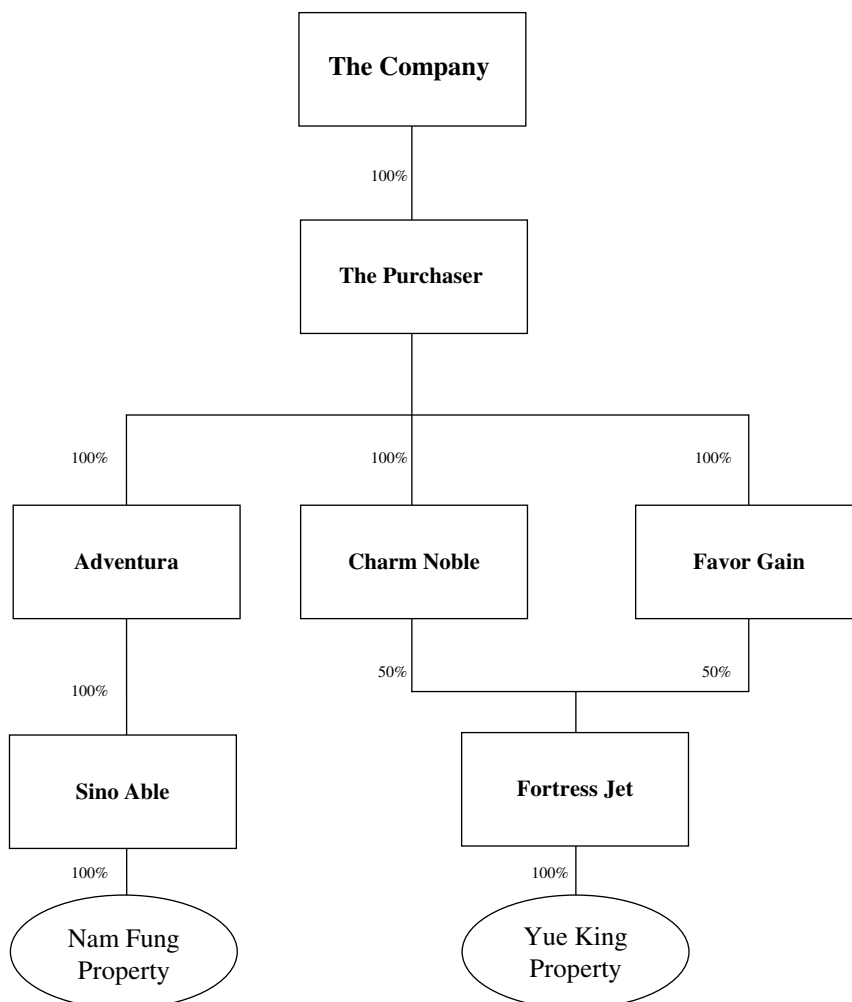 The Company
100%
The Purchaser
100%
100%
100%
Adventura
Charm Noble
Favor Gain
50%
50%
100%
Sino Able
Fortress Jet
100%
100%
Nam Fung
Property
Yue King
Property